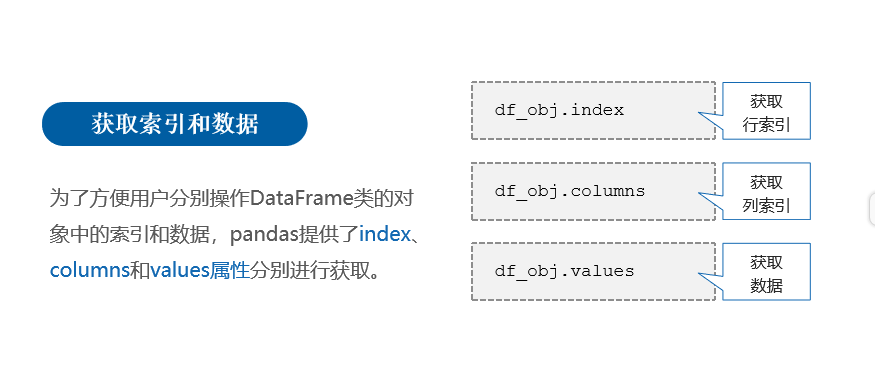 获取索引和数据
为了方便用户分别操作DataFrame类的对
象中的索引和数据，pandas提供了index、
columns和values属性分别进行获取。
df_obj.index
获取
行索引
df_obj.columns
获取
列索引
df_obj.values
获取
数据